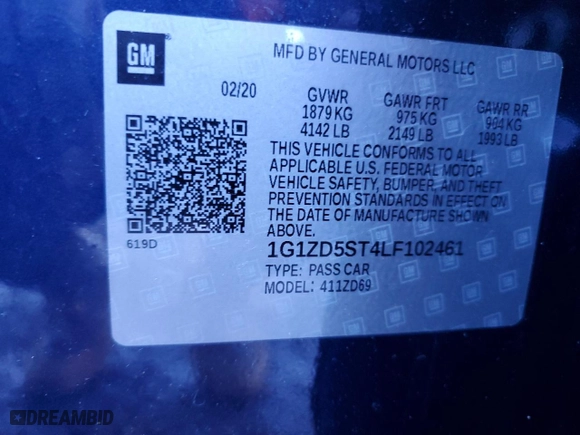 GM
MFD BY GENERAL MOTORS LLC
02/20
GVWR GAWR FRT GAWR RR
1879 KG 975 KG 904 KG
4142 LB 2149 LB 1993 LB
THIS VEHICLE CONFORMS TO ALL
APPLICABLE U.S. FEDERAL MOTOR
VEHICLE SAFETY, BUMPER, AND THEFT
PREVENTION STANDARDS IN EFFECT ON
THE DATE OF MANUFACTURE SHOWN
ABOVE.
619D
1G1ZD5ST4LF102461
TYPE: PASS CAR
MODEL: 411ZD69
DREAMBID